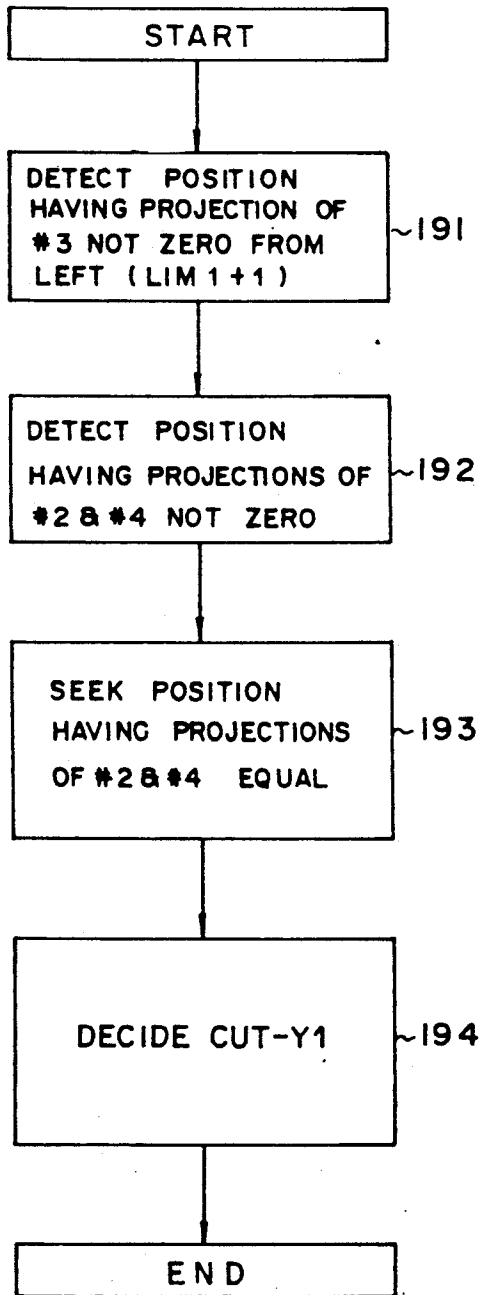 START
DETECT POSITION
HAVING PROJECTION OF
#3 NOT ZERO FROM
LEFT (LIM 1+1)
~191
DETECT POSITION
HAVING PROJECTIONS OF
#2 & #4 NOT ZERO
~192
SEEK POSITION
HAVING PROJECTIONS
OF #2 & #4 EQUAL
~193
DECIDE CUT-Y1
~194
END